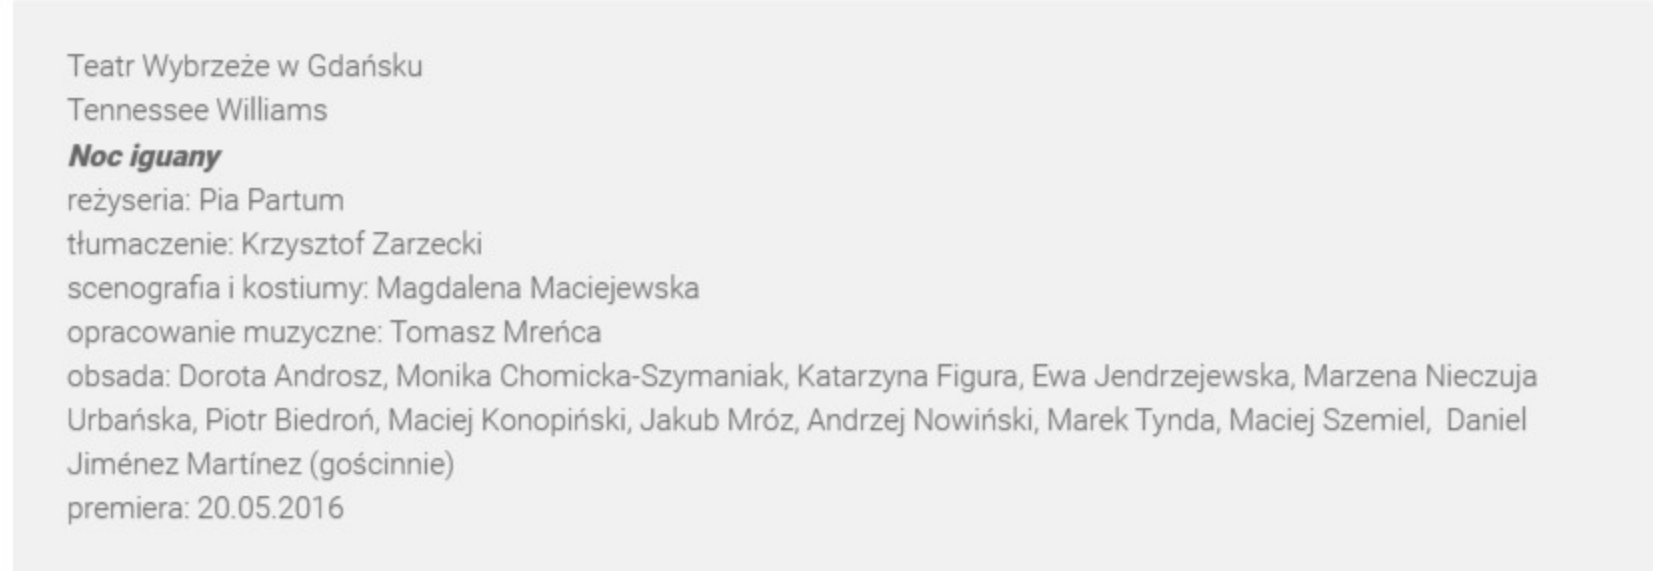 Teatr Wybrzeże w Gdańsku
Tennessee Williams
Noc iguany
reżyseria: Pia Partum
tłumaczenie: Krzysztof Zarzecki
scenografia i kostiumy: Magdalena Maciejewska
opracowanie muzyczne: Tomasz Mreńca
obsada: Dorota Androsz, Monika Chomicka-Szymaniak, Katarzyna Figura, Ewa Jendrzejewska, Marzena Nieczuja
Urbańska, Piotr Biedroń, Maciej Konopiński, Jakub Mróz, Andrzej Nowiński, Marek Tynda, Maciej Szemiel,  Daniel
Jiménez Martínez (gościnnie)
premiera: 20.05.2016